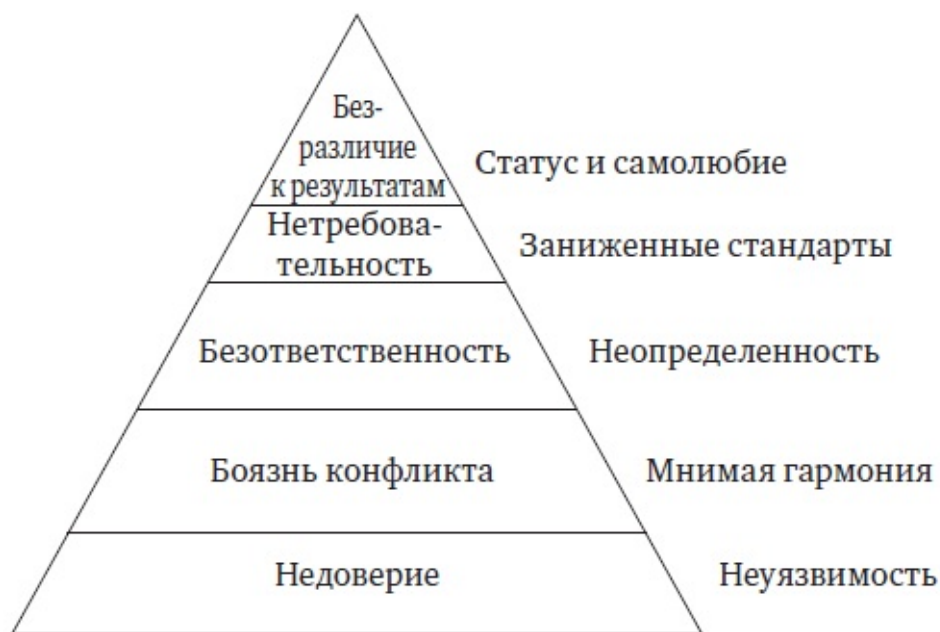 Без-
различие
к результатам
Статус и самолюбие
Нетребова-
тельность
Заниженные стандарты
Безответственность
Неопределенность
Боязнь конфликта
Мнимая гармония
Недоверие
Неуязвимость